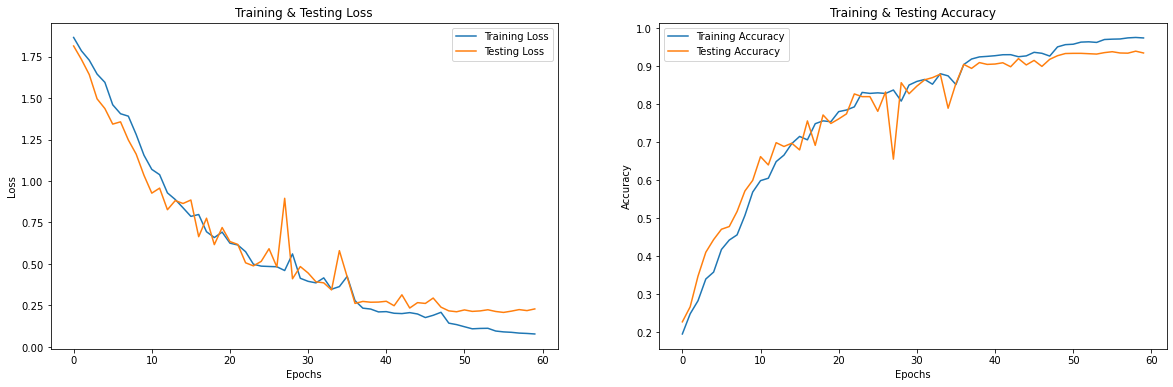 Training & Testing Loss
Training Loss
Testing Loss
Loss
1.75
1.50
1.25
1.00
0.75
0.50
0.25
0.00
0 10 20 30 40 50 60
Epochs
Training & Testing Accuracy
Training Accuracy
Testing Accuracy
Accuracy
1.0
0.9
0.8
0.7
0.6
0.5
0.4
0.3
0.2
0 10 20 30 40 50 60
Epochs